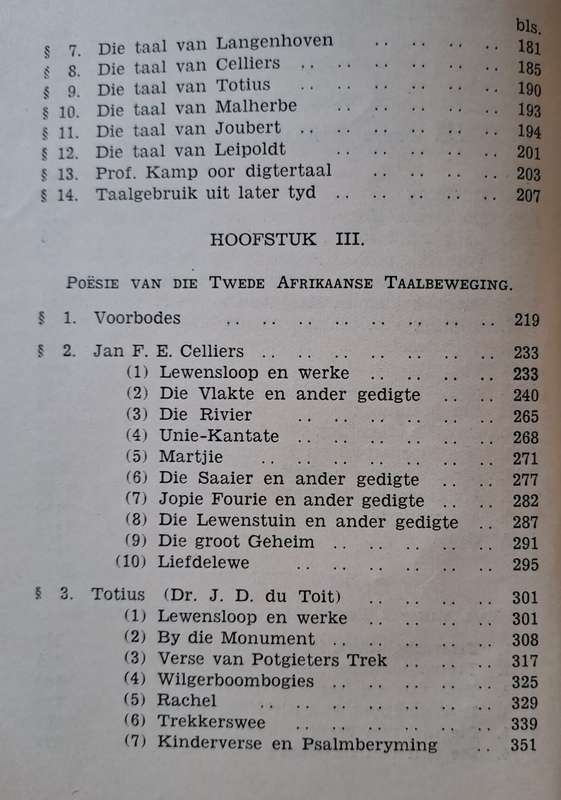 bls.
§ 7. Die taal van Langenhoven .. .. .. .. .. 181
§ 8. Die taal van Celliers .. .. .. .. .. .. 185
§ 9. Die taal van Totius .. .. .. .. .. .. 190
§ 10. Die taal van Malherbe .. .. .. .. .. 193
§ 11. Die taal van Joubert .. .. .. .. .. .. 194
§ 12. Die taal van Leipoldt .. .. .. .. .. 201
§ 13. Prof. Kamp oor digtertaal .. .. .. .. 203
§ 14. Taalgebruik uit later tyd .. .. .. .. .. 207
HOOFSTUK III.
POËSIE VAN DIE TWEDE AFRIKAANSE TAALBEWEGING.
§ 1. Voorbodes .. .. .. .. .. .. .. .. 219
§ 2. Jan F. E. Celliers .. .. .. .. .. .. .. 233
(1) Lewensloop en werke .. .. .. .. 233
(2) Die Vlakte en ander gedigte .. .. 240
(3) Die Rivier .. .. .. .. .. .. 265
(4) Unie-Kantate .. .. .. .. .. .. 268
(5) Martjie .. .. .. .. .. .. .. 271
(6) Die Saaier en ander gedigte .. .. 277
(7) Jopie Fourie en ander gedigte .. .. 282
(8) Die Lewenstuin en ander gedigte .. 287
(9) Die groot Geheim .. .. .. .. .. 291
(10) Liefdelewe .. .. .. .. .. .. 295
§ 3. Totius (Dr. J. D. du Toit) .. .. .. .. 301
(1) Lewensloop en werke .. .. .. .. 301
(2) By die Monument .. .. .. .. .. 308
(3) Verse van Potgieters Trek .. .. .. 317
(4) Wilgerboombogies .. .. .. .. .. 325
(5) Rachel .. .. .. .. .. .. .. 329
(6) Trekkerswee .. .. .. .. .. .. 339
(7) Kinderverse en Psalmberyming .. 351